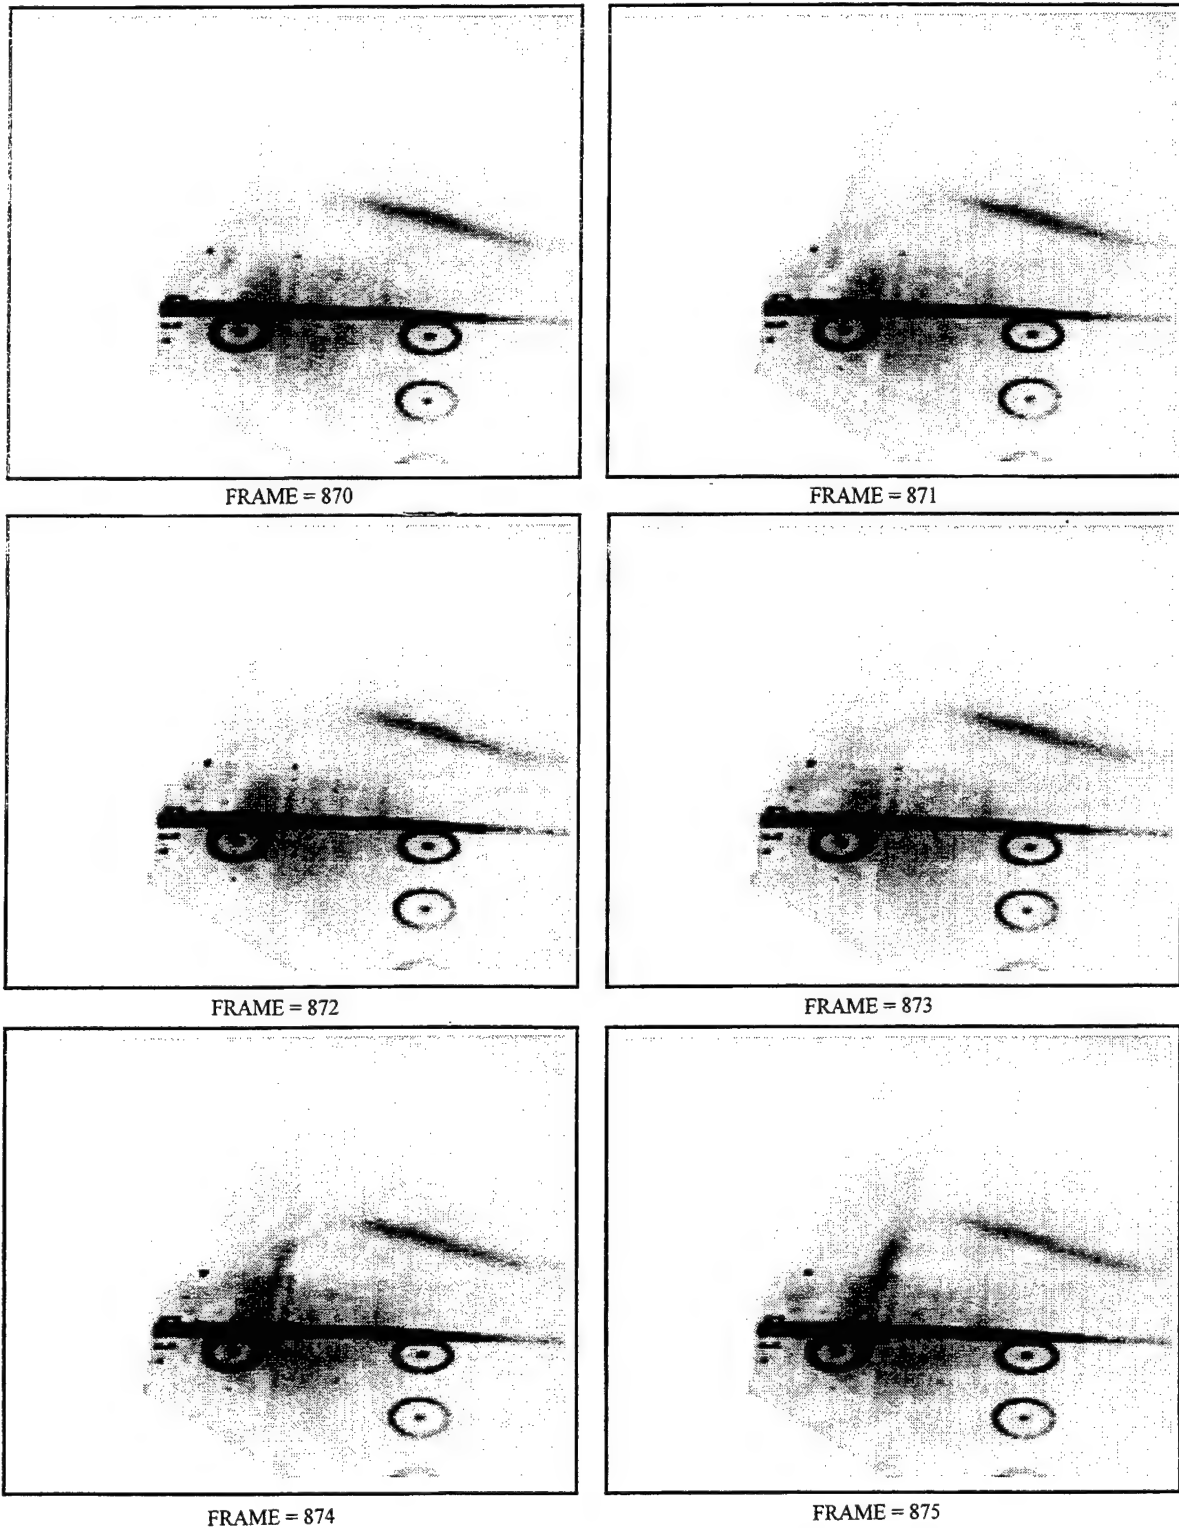 FRAME = 870
FRAME = 871
FRAME = 872
FRAME = 873
FRAME = 874
FRAME = 875